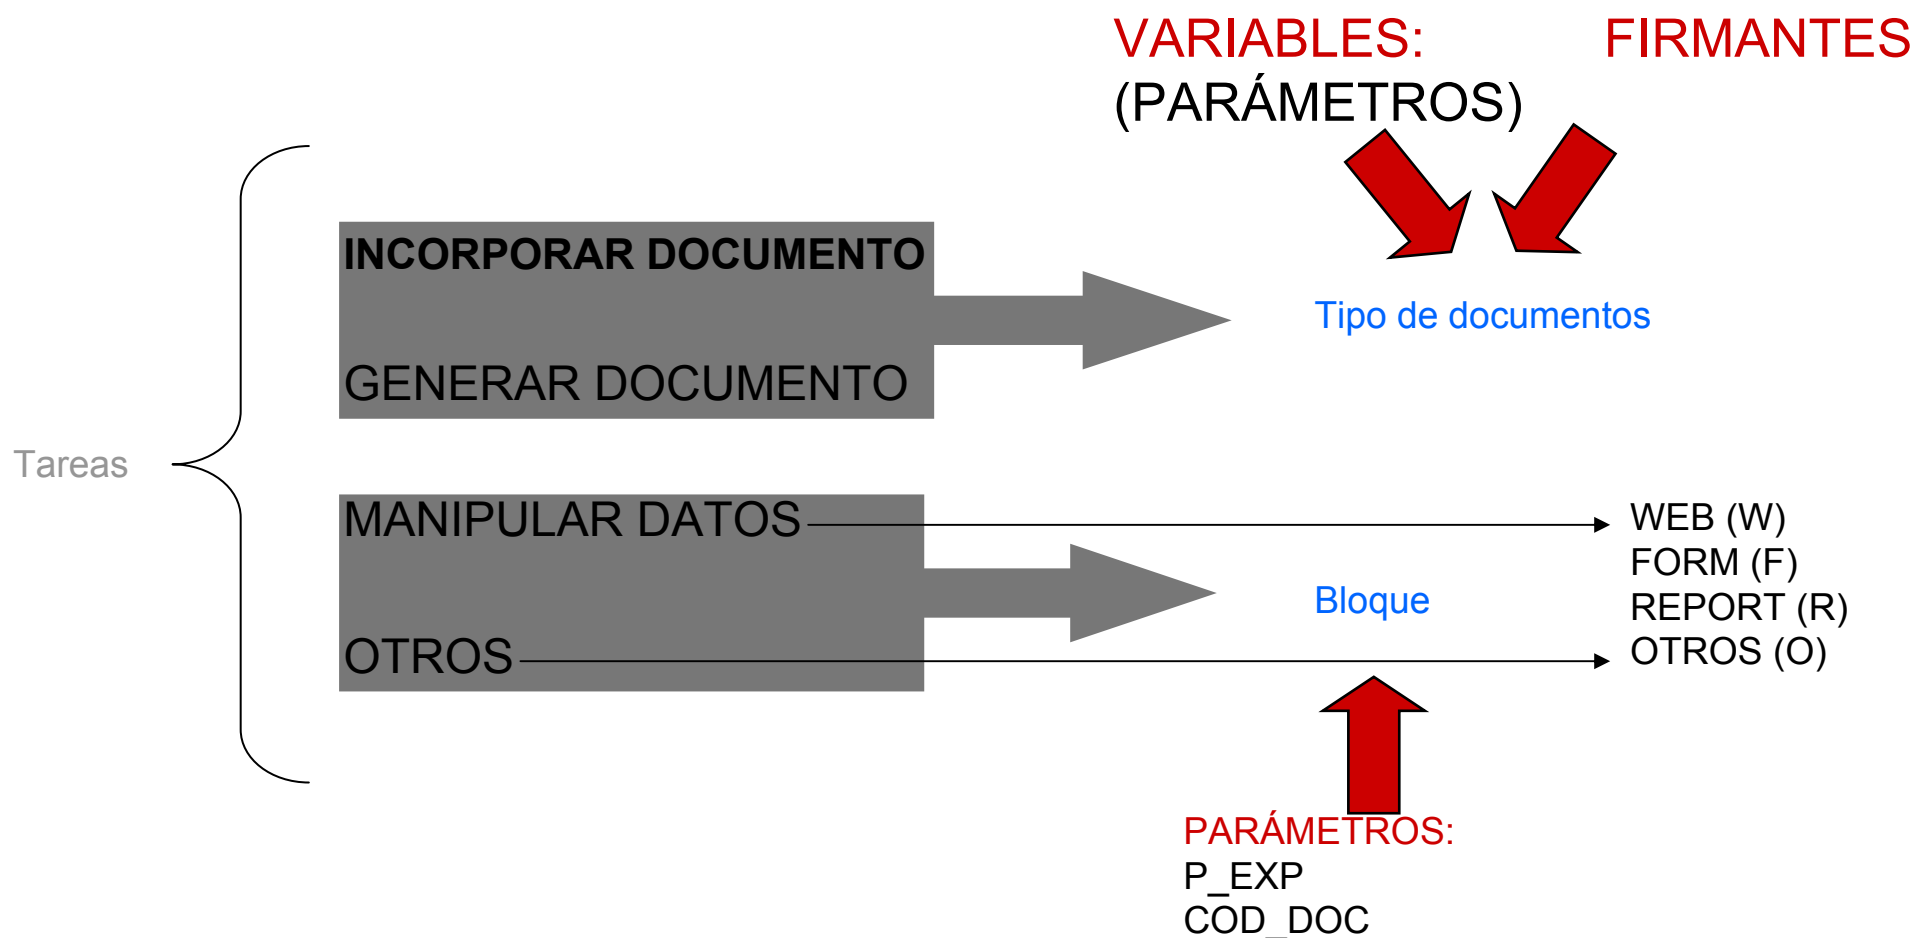 VARIABLES:
(PARÁMETROS)
FIRMANTES
INCORPORAR DOCUMENTO
GENERAR DOCUMENTO
Tipo de documentos
Tareas
MANIPULAR DATOS
OTROS
Bloque
WEB (W)
FORM (F)
REPORT (R)
OTROS (O)
PARÁMETROS:
P_EXP
COD_DOC